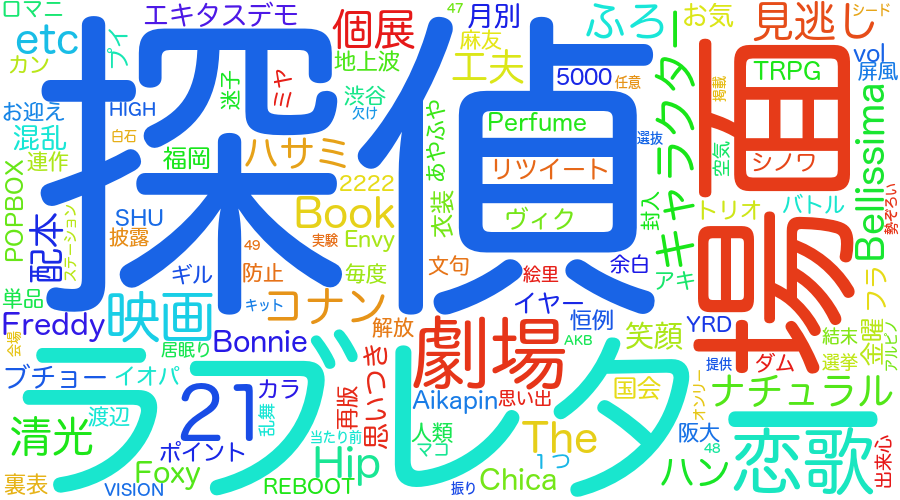 ロマニ
エキタスデモ
個展
47
月別
ふろ
お気
見逃し
シード
etc
プイ
麻友
カン
地上波
工夫
キャラクター
vol
屏風
ミヤ
迷子
5000
任意
TRPG
掲載
お迎え
HIGH
渋谷
欠け
混乱
白石
探偵
あやふや
Perfume
選抜
場面
連作
福岡
ハサミ
リツイート
空気
シノワ
Bellissima
POPBOX
配本
ステーション
SHU
2222
衣装
ヴィク
封入
トリオ
バトル
勢ぞろい
披露
Book
49
実験
Envy
文句
余白
アキ
単品
ギル
防止
毎度
絵里
フラ
映画
キット
コナン
イヤー
恒例
Freddy
解放
劇場
笑顔
YRD
結末
会場
居眠り
Bonnie
AKB
金曜
選挙
アルビノ
提供
ダム
ブチョー
イオパ
ラブレタ
思いつき
国会
ナチュラル
21
カラ
再版
Aikapin
思い出
オンリー
清光
渡辺
乱舞
当たり前
人類
マコ
The
阪大
48
恋歌
ポイント
Hip
1つ
ハン
出来心
裏表
Foxy
VISION
REBOOT
振り
Chica